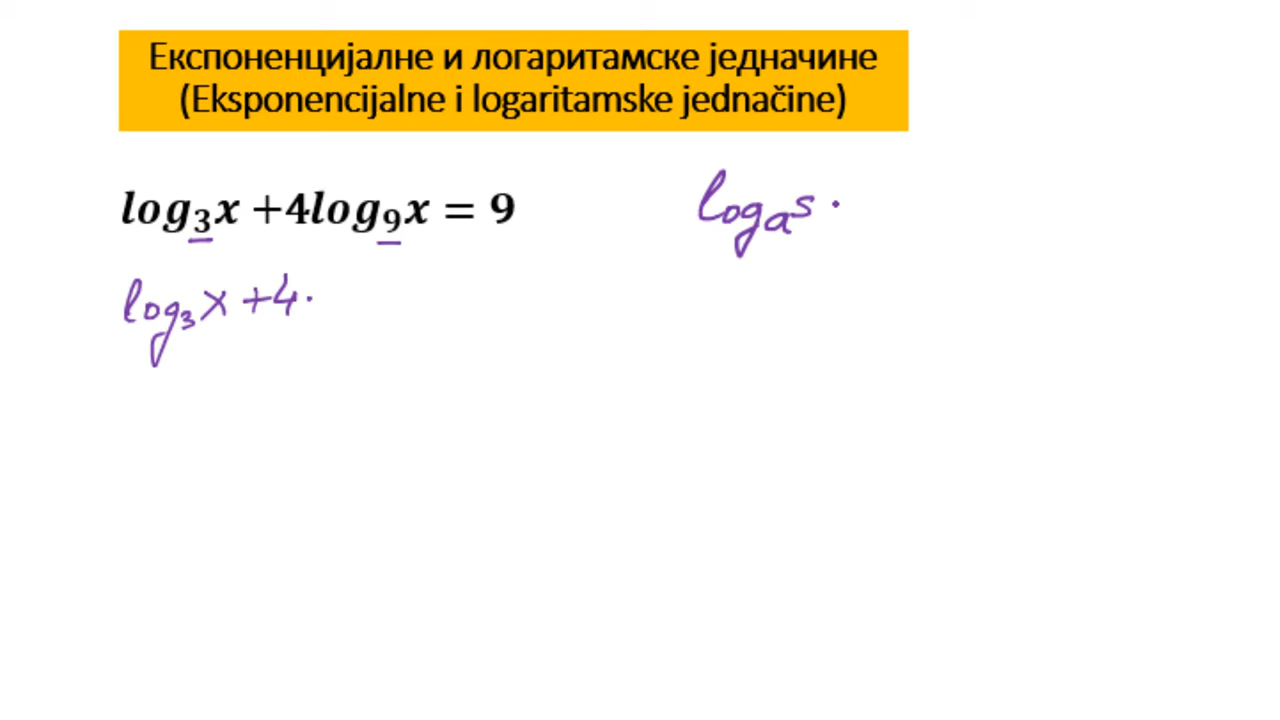 Експоненцијалне и логаритамске једначине
(Eksponencijalne i logaritamske jednačine)
log₃x +4log₉x = 9
logₐs ·
log₃x +4·